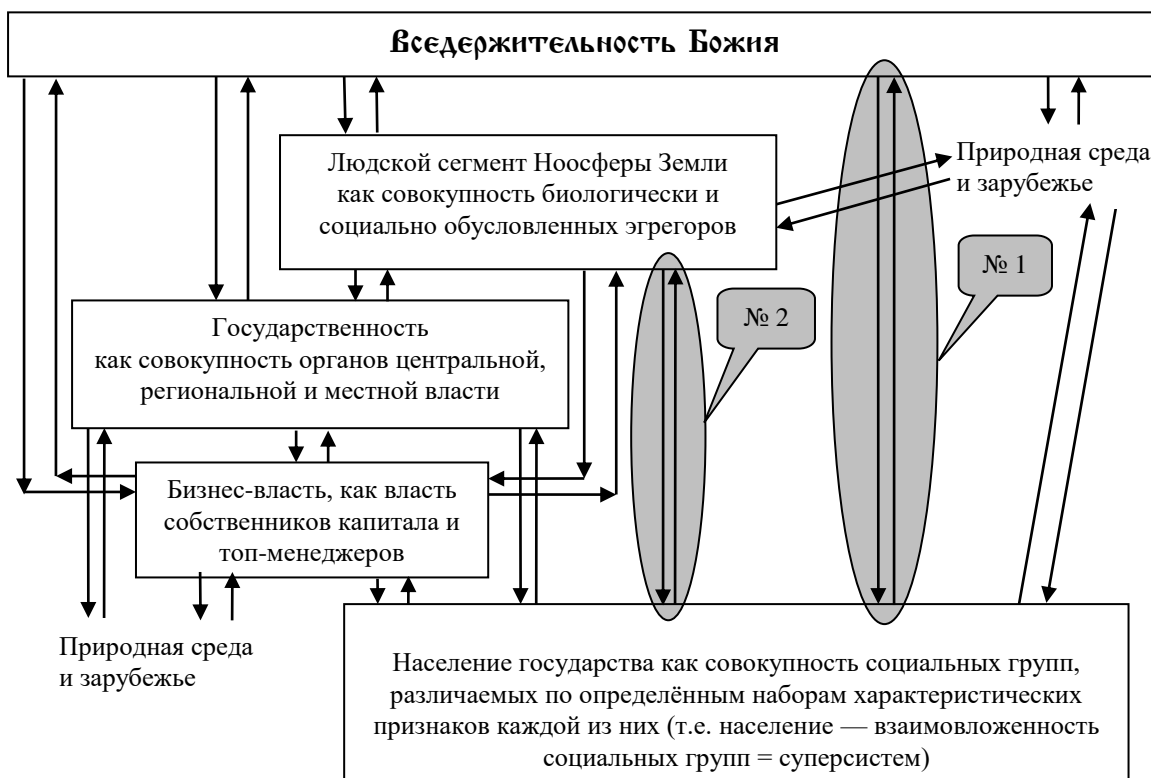 Вседержительность Божия
Людской сегмент Ноосферы Земли
как совокупность биологически и
социально обусловленных эгрегоров
Природная среда
и зарубежье
№ 1
№ 2
Государственность
как совокупность органов центральной,
региональной и местной власти
Бизнес-власть, как власть
собственников капитала и
топ-менеджеров
Природная среда
и зарубежье
Население государства как совокупность социальных групп,
различаемых по определённым наборам характеристических
признаков каждой из них (т.е. население — взаимовложенность
социальных групп = суперсистем)